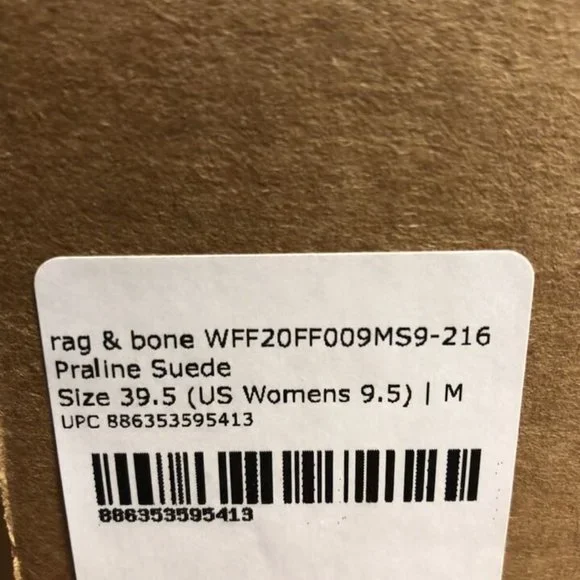 rag & bone WFF20FF009MS9-216
Praline Suede
Size 39.5 (US Womens 9.5) | M
UPC 886353595413
886353595413